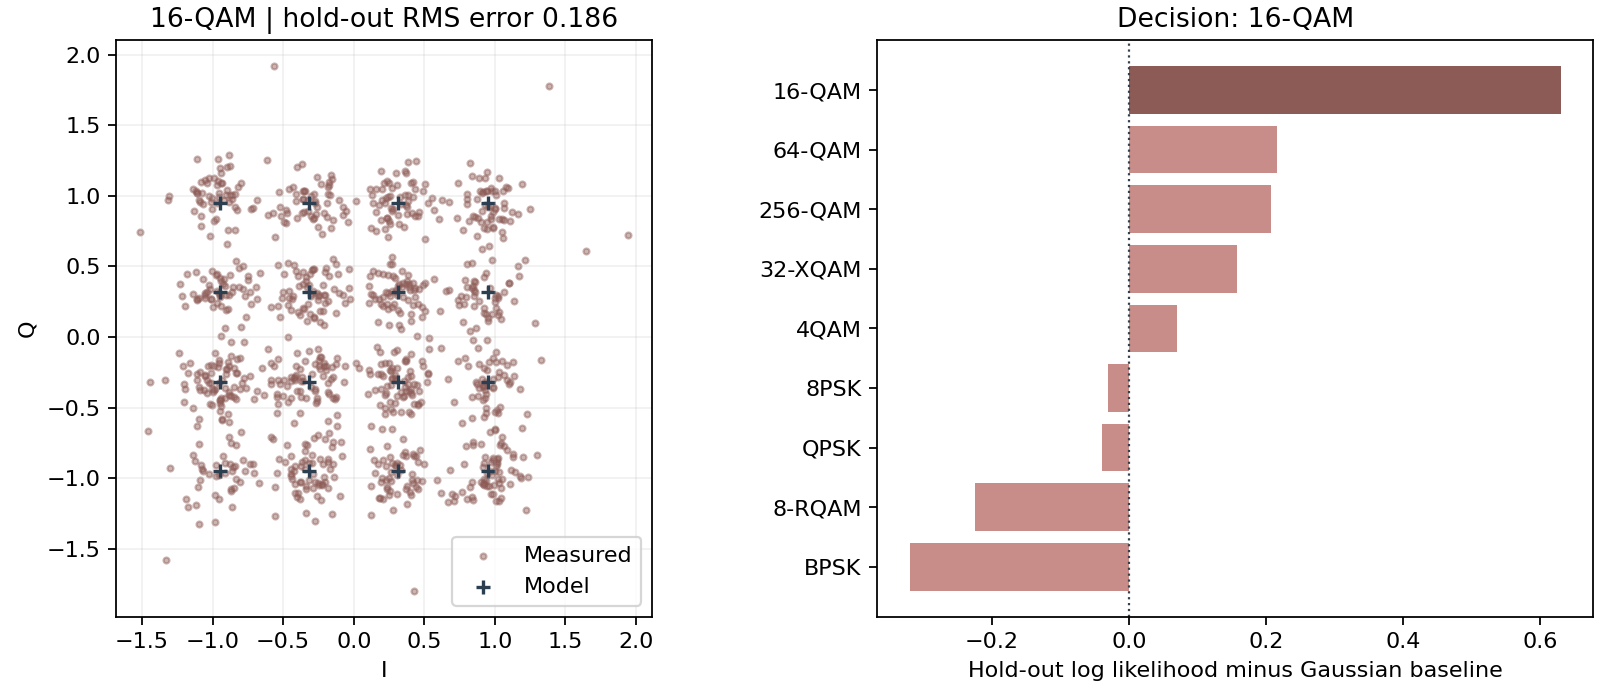 16-QAM | hold-out RMS error 0.186
2.0
1.5
1.0
0.5
0.0
−0.5
−1.0
−1.5
Q
Measured
Model
−1.5 −1.0 −0.5 0.0 0.5 1.0 1.5 2.0
I
Decision: 16-QAM
16-QAM
64-QAM
256-QAM
32-XQAM
4QAM
8PSK
QPSK
8-RQAM
BPSK
−0.2 0.0 0.2 0.4 0.6
Hold-out log likelihood minus Gaussian baseline